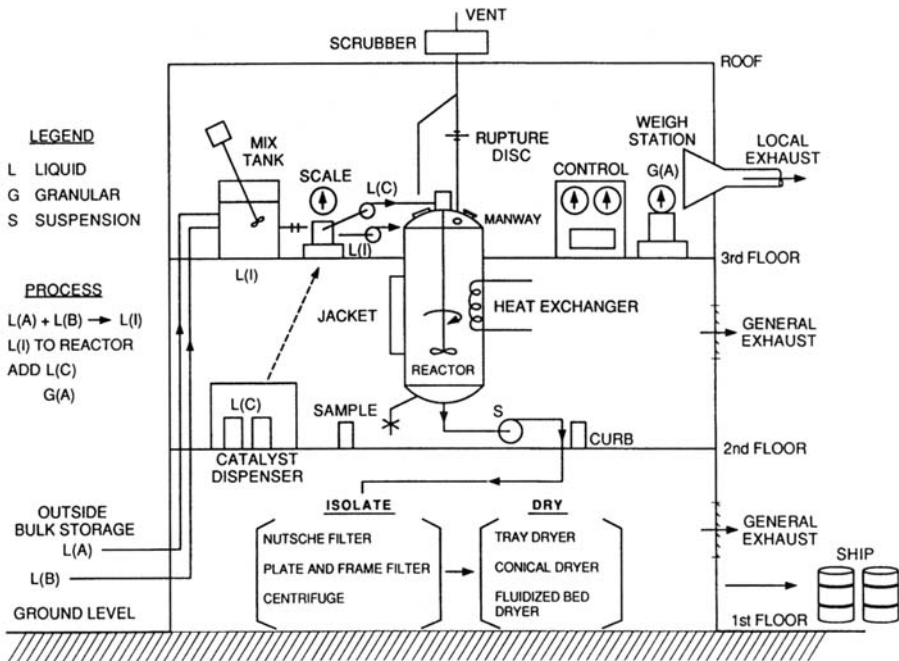 VENT
SCRUBBER
ROOF
LEGEND
L LIQUID
G GRANULAR
S SUSPENSION
MIX
TANK
SCALE
L(C)
L(I)
RUPTURE
DISC
MANWAY
CONTROL
WEIGH
STATION
G(A)
LOCAL
EXHAUST
L(I)
3rd FLOOR
PROCESS
L(A) + L(B) → L(I)
L(I) TO REACTOR
ADD L(C)
G(A)
JACKET
HEAT EXCHANGER
REACTOR
GENERAL
EXHAUST
L(C)
CATALYST
DISPENSER
SAMPLE
S
CURB
2nd FLOOR
OUTSIDE
BULK STORAGE
L(A)
L(B)
GROUND LEVEL
ISOLATE
NUTSCHE FILTER
PLATE AND FRAME FILTER
CENTRIFUGE
DRY
TRAY DRYER
CONICAL DRYER
FLUIDIZED BED
DRYER
GENERAL
EXHAUST
SHIP
1st FLOOR